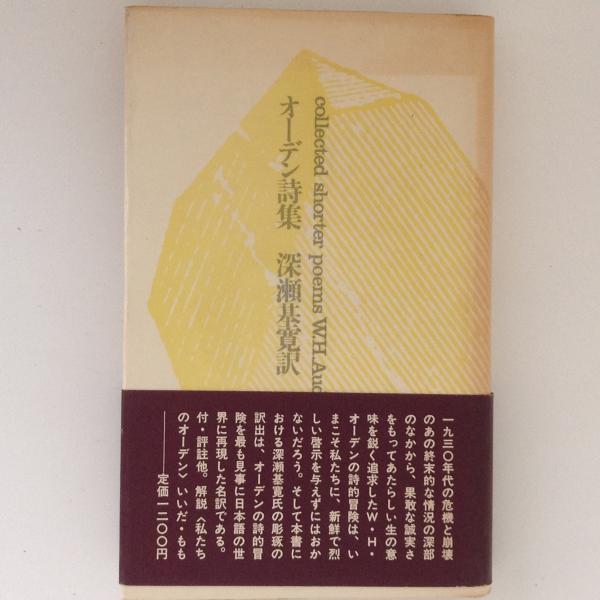 collected shorter poems W.H.Aud
オーデン詩集 深瀬基寛訳
一九三〇年代の危機と崩壊
のあの終末的な情況の深部
のなかから、果敢な誠実さ
をもってあたらしい生の意
味を鋭く追求したW・H・
オーデンの詩的冒険は、い
まこそ私たちに、新鮮で烈
しい啓示を与えずにはおか
ないだろう。そして本書に
おける深瀬基寛氏の彫琢の
訳出は、オーデンの詩的冒
険を最も見事に日本語の世
界に再現した名訳である。
付・評註他。解説〈私たち
のオーデン〉いいだ・もも
──定価一二〇〇円